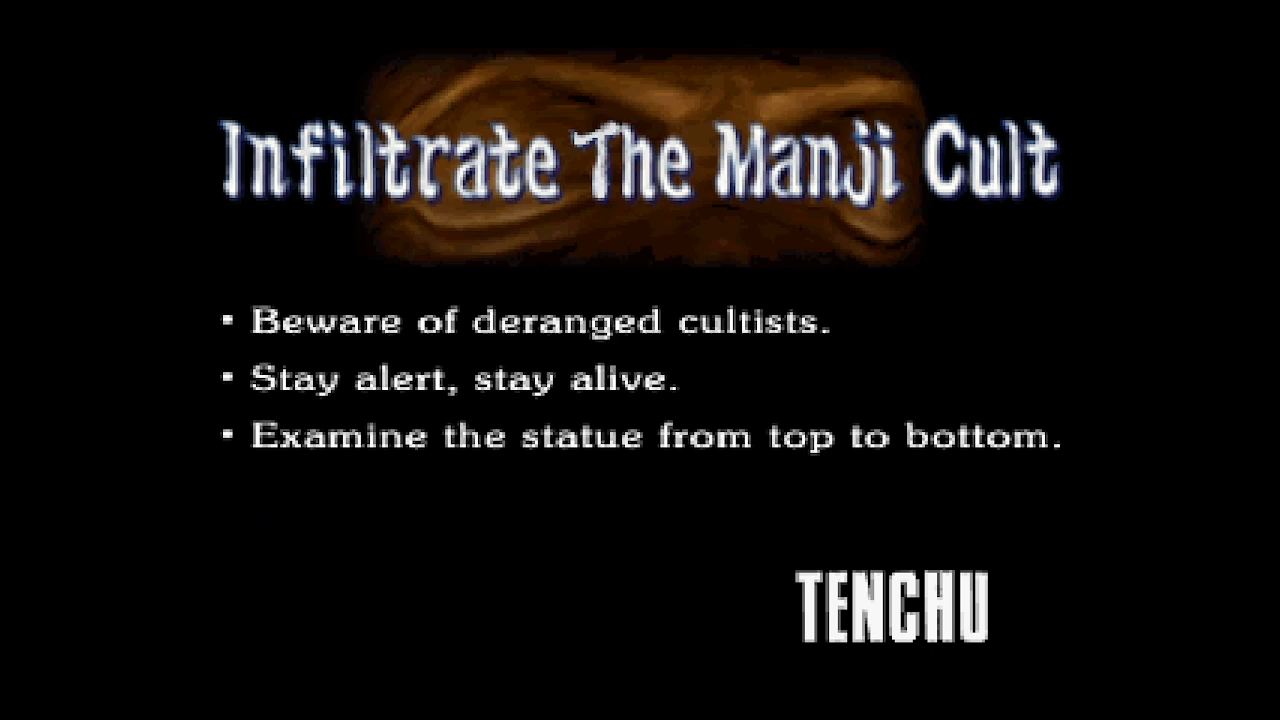 Infiltrate The Manji Cult
· Beware of deranged cultists.
· Stay alert, stay alive.
· Examine the statue from top to bottom.
TENCHU